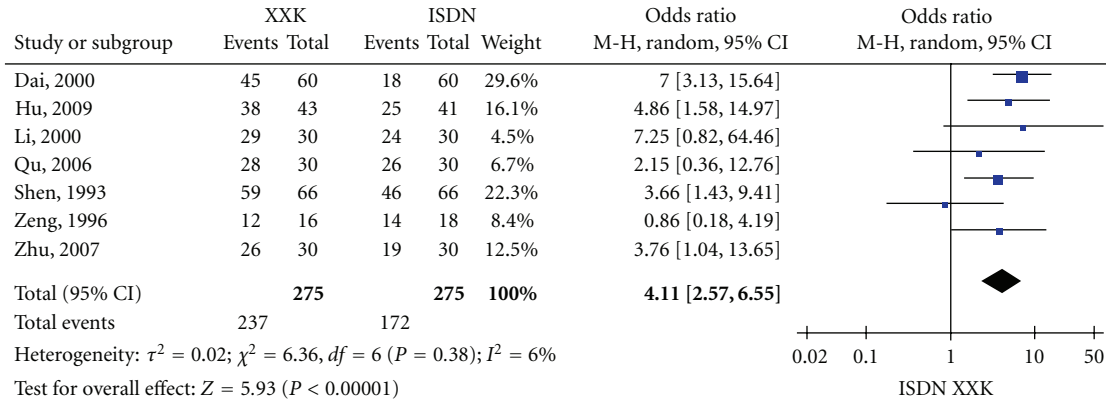 XXK ISDN Odds ratio Odds ratio
Study or subgroup Events Total Events Total Weight M-H, random, 95% CI M-H, random, 95% CI
Dai, 2000 45 60 18 60 29.6% 7 [3.13, 15.64]
Hu, 2009 38 43 25 41 16.1% 4.86 [1.58, 14.97]
Li, 2000 29 30 24 30 4.5% 7.25 [0.82, 64.46]
Qu, 2006 28 30 26 30 6.7% 2.15 [0.36, 12.76]
Shen, 1993 59 66 46 66 22.3% 3.66 [1.43, 9.41]
Zeng, 1996 12 16 14 18 8.4% 0.86 [0.18, 4.19]
Zhu, 2007 26 30 19 30 12.5% 3.76 [1.04, 13.65]
Total (95% CI) 275 275 100% 4.11 [2.57, 6.55]
Total events 237 172
Heterogeneity: τ² = 0.02; χ² = 6.36, df = 6 (P = 0.38); I² = 6%
0.02 0.1 1 10 50
Test for overall effect: Z = 5.93 (P < 0.00001) ISDN XXK